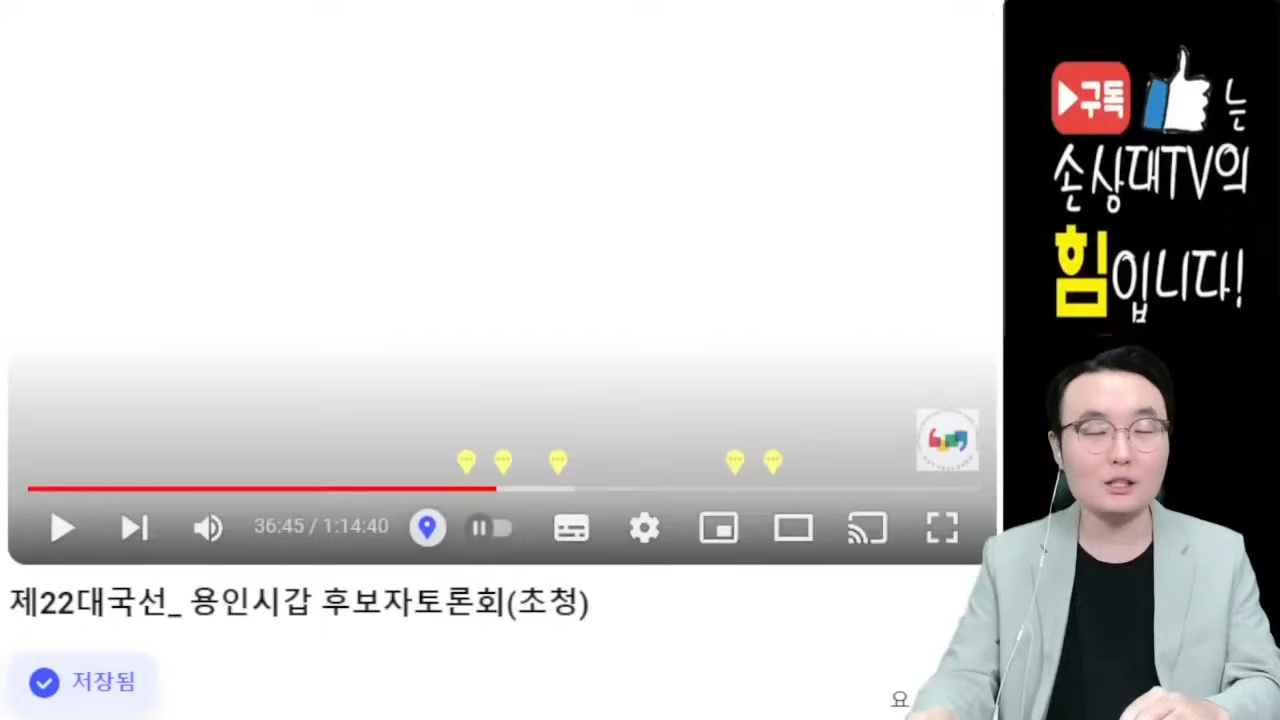 구독 는
손상대TV의
힘입니다!
36:45 / 1:14:40
제22대국선_ 용인시갑 후보자토론회(초청)
저장됨
요